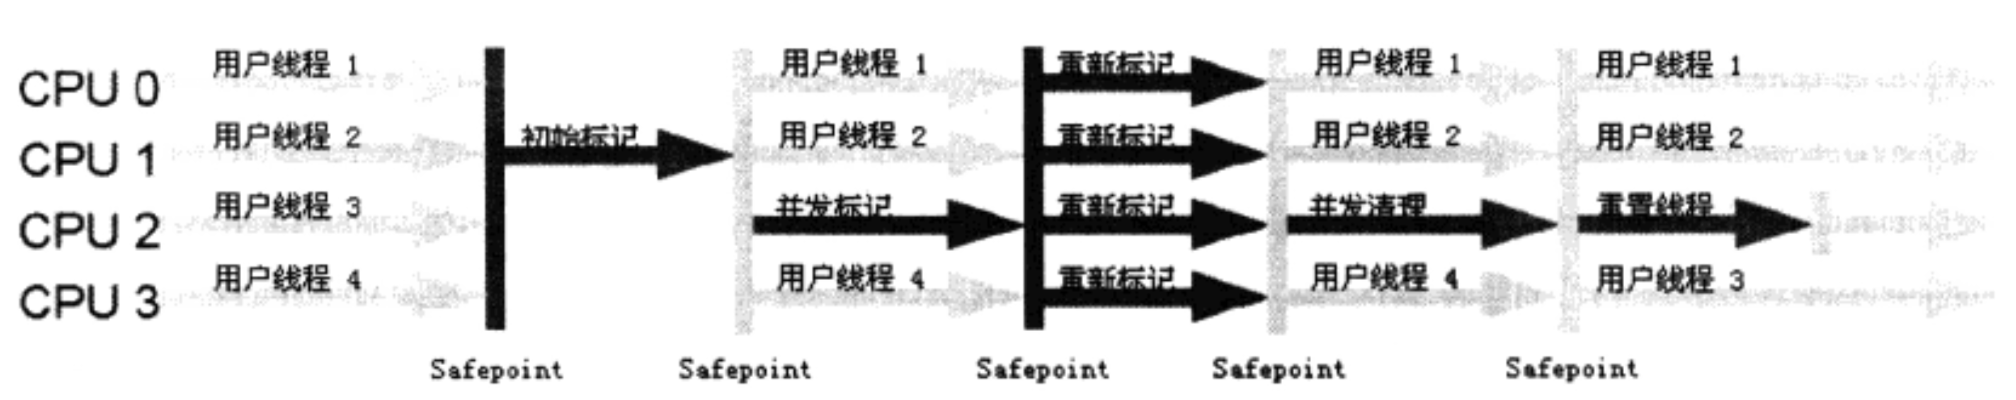 用户线程 1 用户线程 1 重新标记 用户线程 1 用户线程 1
CPU 0
用户线程 2 初始标记 用户线程 2 重新标记 用户线程 2 用户线程 2
CPU 1
用户线程 3 并发标记 重新标记 并发清理 重置线程
CPU 2
用户线程 4 用户线程 4 重新标记 用户线程 4 用户线程 3
CPU 3
Safepoint Safepoint Safepoint Safepoint Safepoint